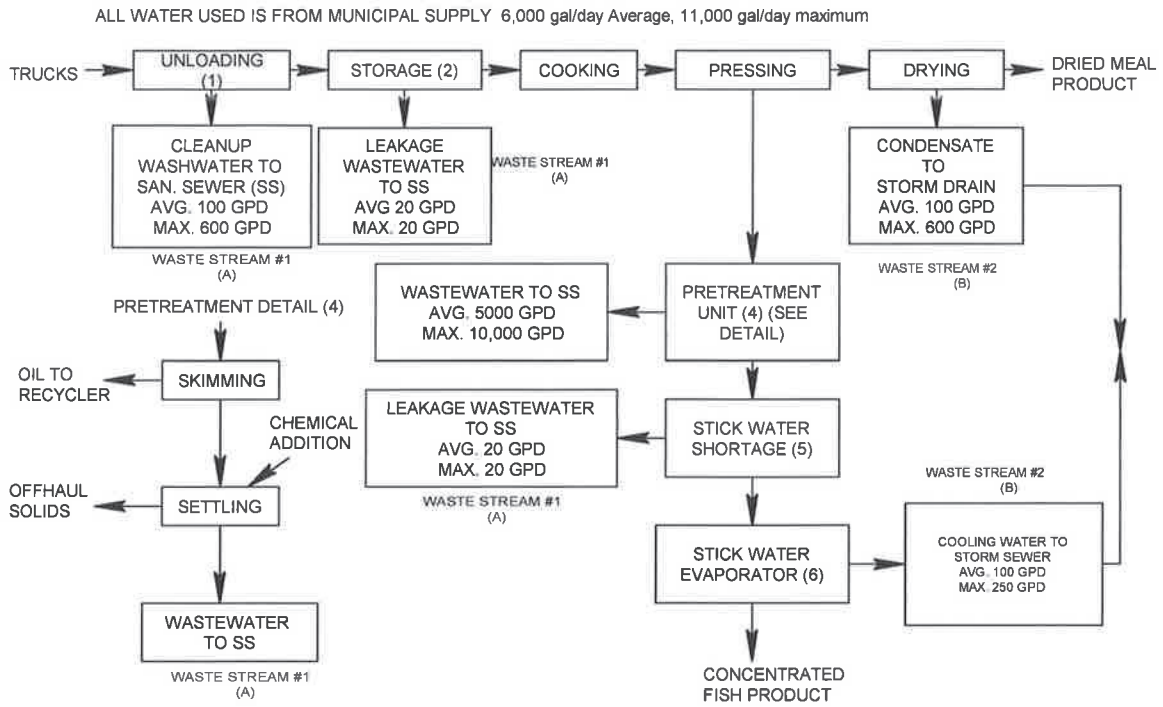 ALL WATER USED IS FROM MUNICIPAL SUPPLY 6,000 gal/day Average, 11,000 gal/day maximum
TRUCKS
UNLOADING
(1)
STORAGE (2)
COOKING
PRESSING
DRYING
DRIED MEAL
PRODUCT
CLEANUP
WASHWATER TO
SAN. SEWER (SS)
AVG. 100 GPD
MAX. 600 GPD
WASTE STREAM #1
(A)
LEAKAGE
WASTEWATER
TO SS
AVG 20 GPD
MAX. 20 GPD
WASTE STREAM #1
(A)
CONDENSATE
TO
STORM DRAIN
AVG. 100 GPD
MAX. 600 GPD
WASTE STREAM #2
(B)
WASTEWATER TO SS
AVG. 5000 GPD
MAX. 10,000 GPD
PRETREATMENT
UNIT (4) (SEE
DETAIL)
PRETREATMENT DETAIL (4)
SKIMMING
OIL TO
RECYCLER
CHEMICAL
ADDITION
LEAKAGE WASTEWATER
TO SS
AVG. 20 GPD
MAX. 20 GPD
WASTE STREAM #1
(A)
STICK WATER
SHORTAGE (5)
OFFHAUL
SOLIDS
SETTLING
STICK WATER
EVAPORATOR (6)
WASTE STREAM #2
(B)
COOLING WATER TO
STORM SEWER
AVG. 100 GPD
MAX. 250 GPD
WASTEWATER
TO SS
WASTE STREAM #1
(A)
CONCENTRATED
FISH PRODUCT